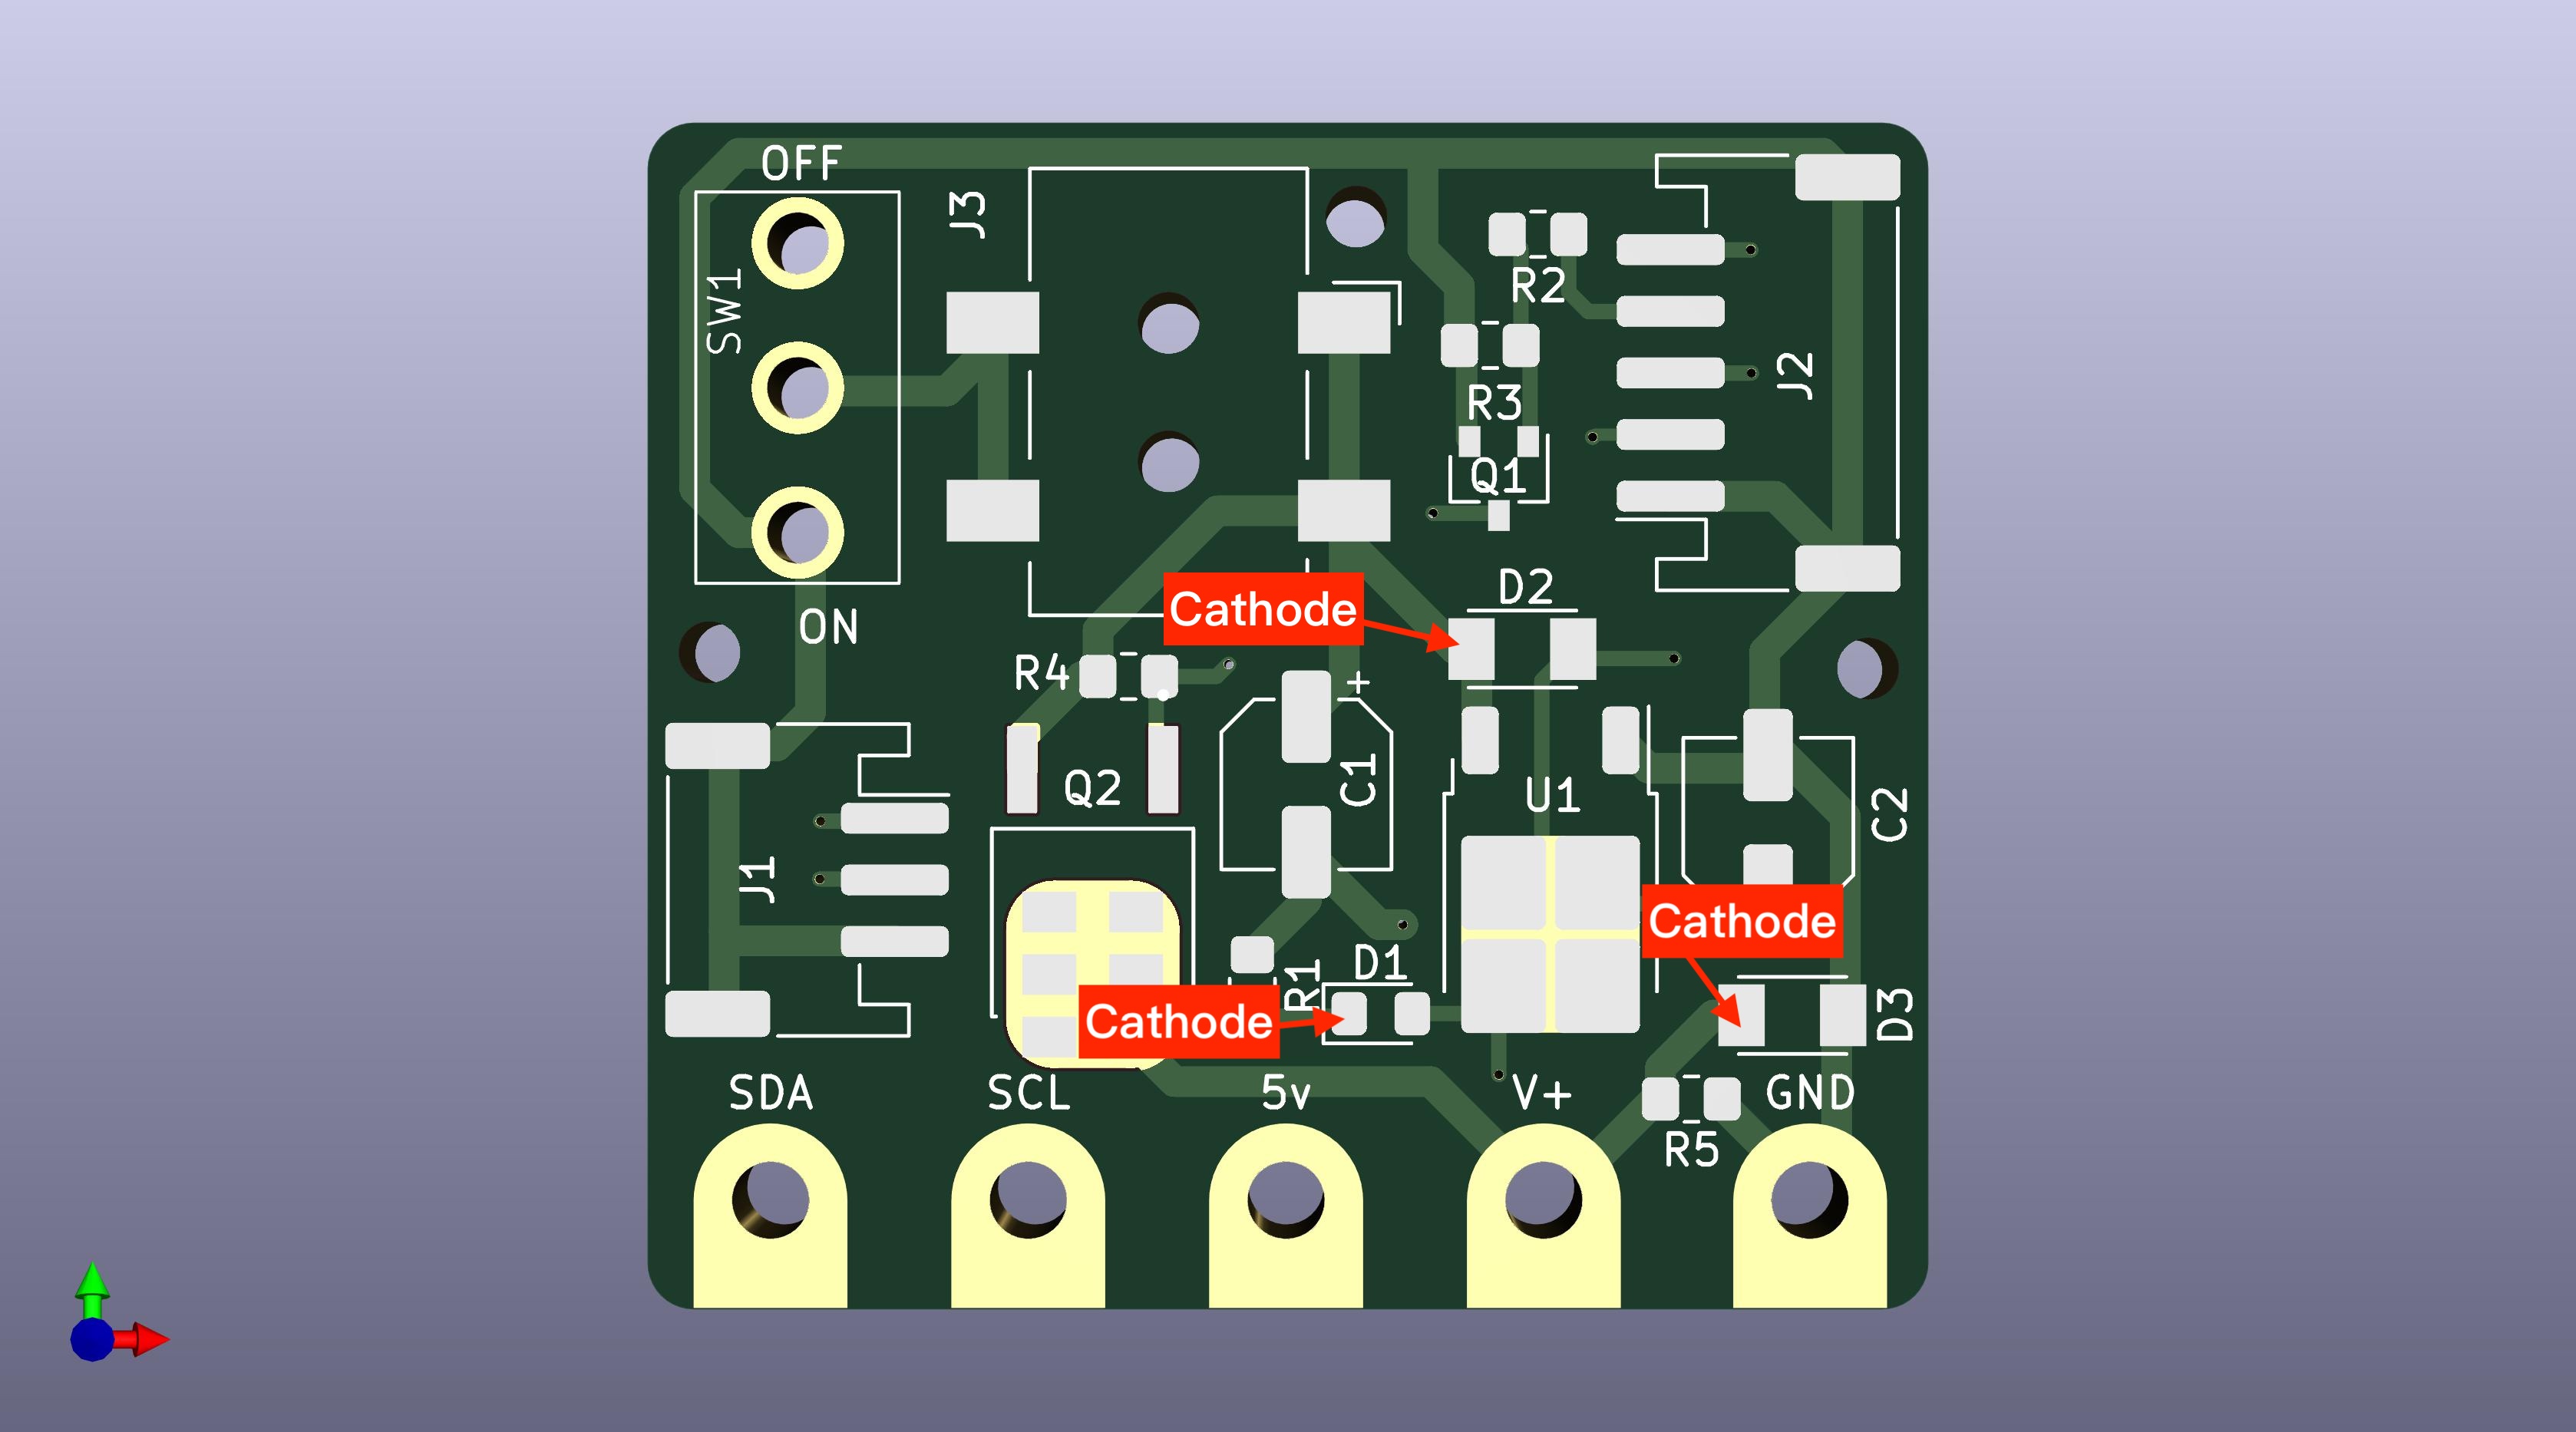 OFF
J3
SW1
R2
J2
R3
Q1
D2
Cathode
ON
R4
+
Q2
C1
U1
C2
J1
Cathode
R1
D1
Cathode
D3
SDA
SCL
5v
V+
GND
R5